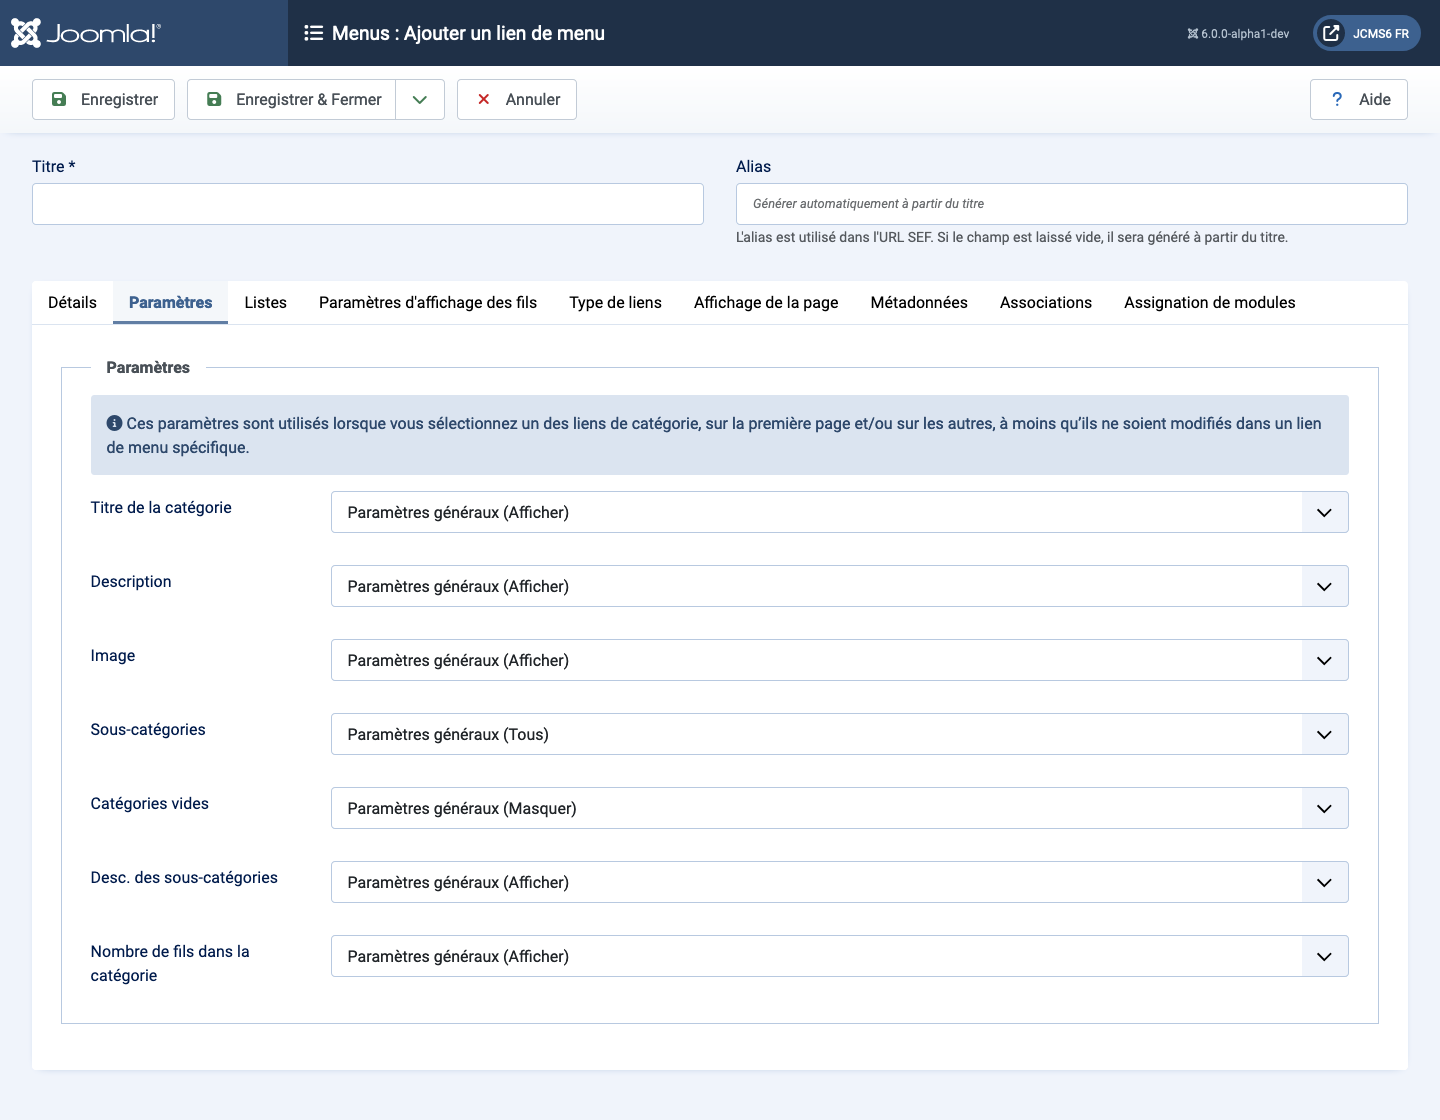 Joomla!®
Menus : Ajouter un lien de menu
6.0.0-alpha1-dev
JCMS6 FR
Enregistrer
Enregistrer & Fermer
Annuler
? Aide
Titre *
Alias
Générer automatiquement à partir du titre
L'alias est utilisé dans l'URL SEF. Si le champ est laissé vide, il sera généré à partir du titre.
Détails Paramètres Listes Paramètres d'affichage des fils Type de liens Affichage de la page Métadonnées Associations Assignation de modules
Paramètres
Ces paramètres sont utilisés lorsque vous sélectionnez un des liens de catégorie, sur la première page et/ou sur les autres, à moins qu’ils ne soient modifiés dans un lien
de menu spécifique.
Titre de la catégorie
Paramètres généraux (Afficher)
Description
Paramètres généraux (Afficher)
Image
Paramètres généraux (Afficher)
Sous-catégories
Paramètres généraux (Tous)
Catégories vides
Paramètres généraux (Masquer)
Desc. des sous-catégories
Paramètres généraux (Afficher)
Nombre de fils dans la
catégorie
Paramètres généraux (Afficher)